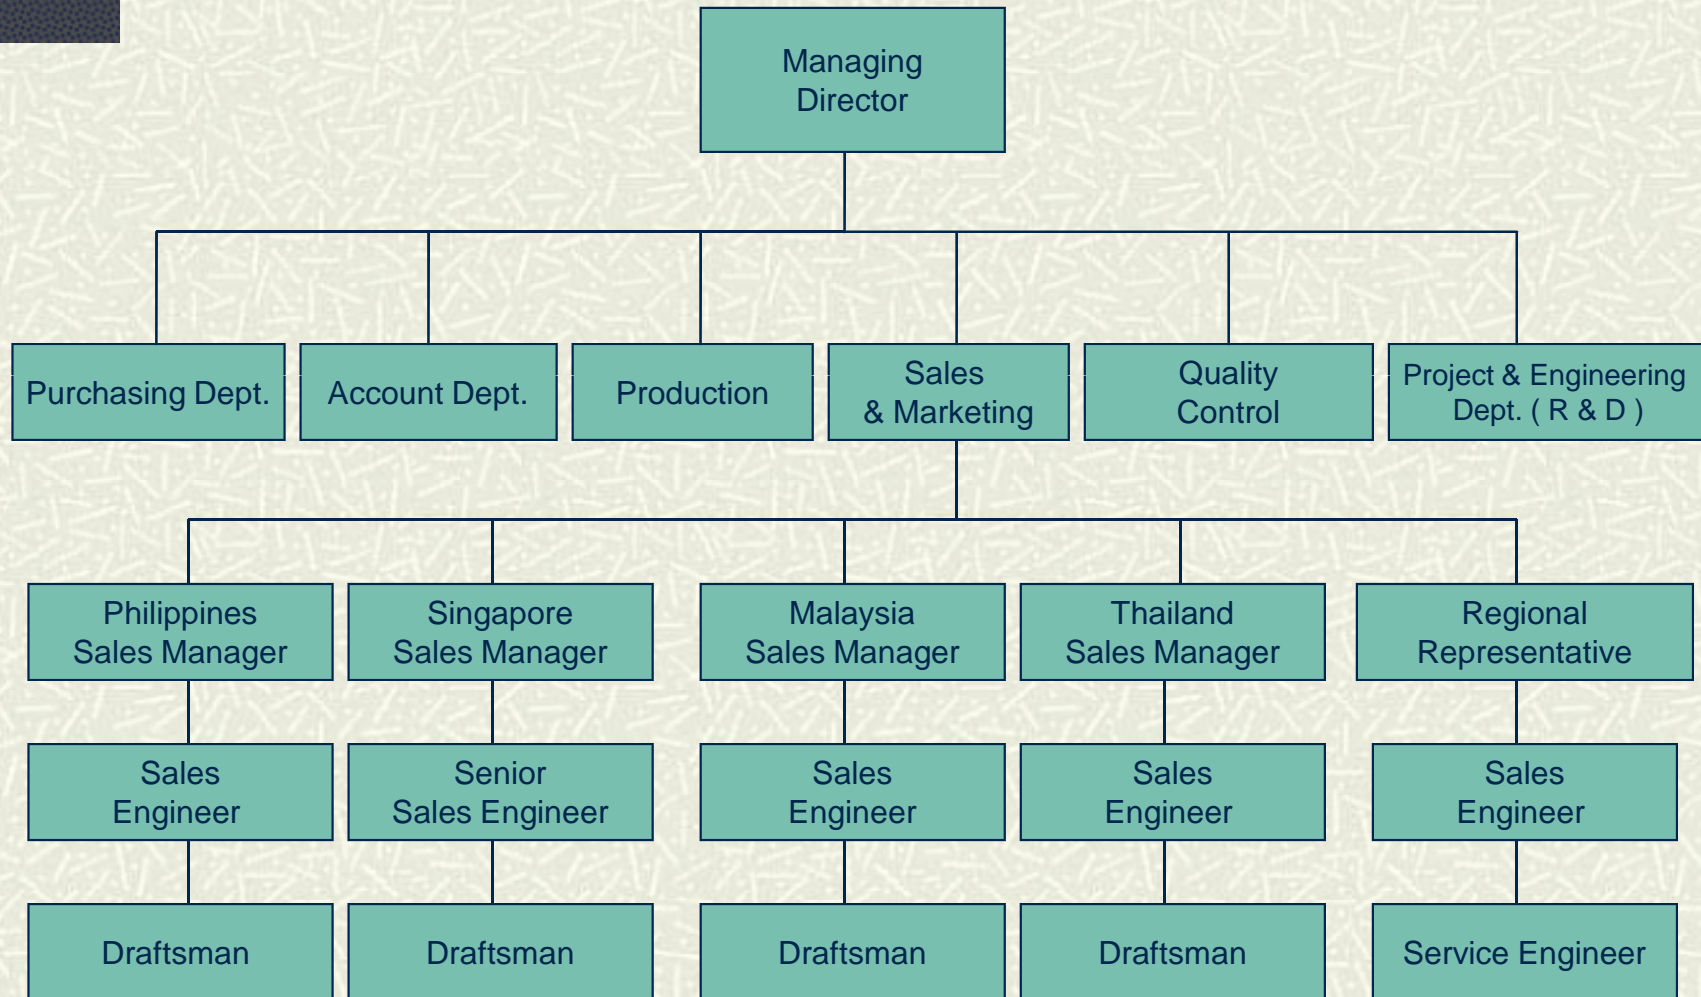 Managing
Director
Purchasing Dept.
Account Dept.
Production
Sales
& Marketing
Quality
Control
Project & Engineering
Dept. ( R & D )
Philippines
Sales Manager
Singapore
Sales Manager
Malaysia
Sales Manager
Thailand
Sales Manager
Regional
Representative
Sales
Engineer
Senior
Sales Engineer
Sales
Engineer
Sales
Engineer
Sales
Engineer
Draftsman
Draftsman
Draftsman
Draftsman
Service Engineer